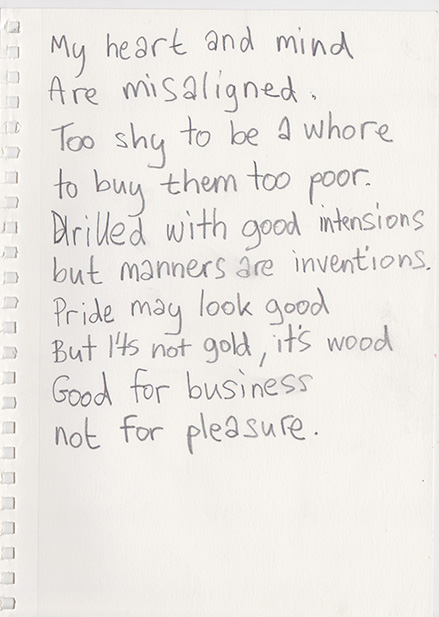 My heart and mind
Are misaligned.
Too shy to be a whore
to buy them too poor.
Drilled with good intensions
but manners are inventions.
Pride may look good
But it's not gold, it's wood
Good for business
not for pleasure.